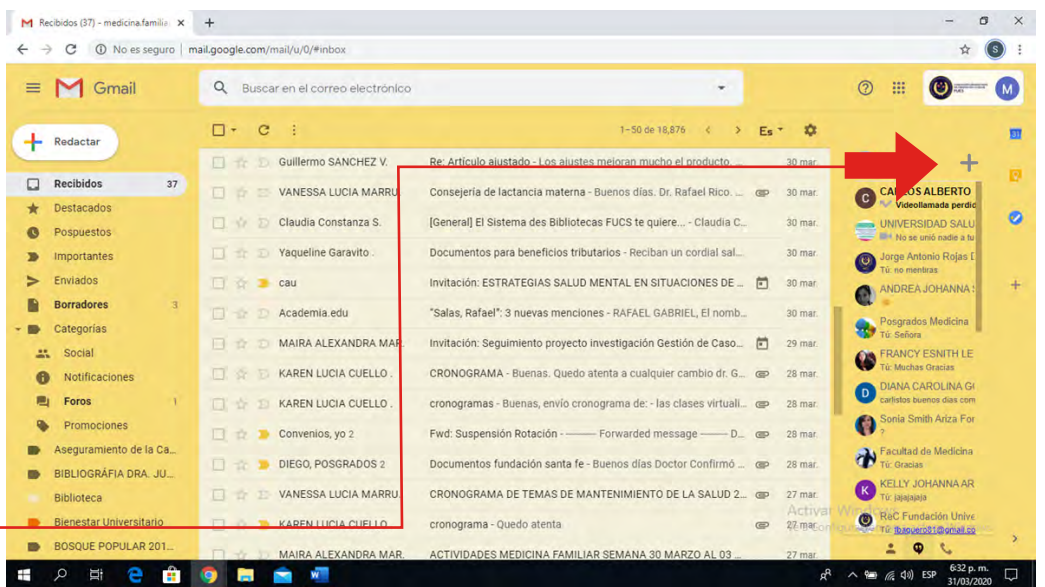 Recibidos (37) - medicina.familia
No es seguro | mail.google.com/mail/u/0/#inbox
S
Gmail
Buscar en el correo electrónico
M
Redactar
1-50 de 18,876
Es
31
Guillermo SANCHEZ V. Re: Artículo ajustado - Los ajustes mejoran mucho el producto. ... 30 mar.
Recibidos 37
VANESSA LUCIA MARRU. Consejería de lactancia materna - Buenos días. Dr. Rafael Rico. ... 30 mar.
C CARLOS ALBERTO
Videollamada perdid
Destacados
Claudia Constanza S. [General] El Sistema des Bibliotecas FUCS te quiere... - Claudia C... 30 mar.
UNIVERSIDAD SALU
No se unió nadie a tu
Pospuestos
Yaqueline Garavito . Documentos para beneficios tributarios - Reciban un cordial sal... 30 mar.
Jorge Antonio Rojas
Tú: no mentiras
Importantes
Enviados
cau Invitación: ESTRATEGIAS SALUD MENTAL EN SITUACIONES DE ... 30 mar.
ANDREA JOHANNA
Borradores 3
Academia.edu "Salas, Rafael": 3 nuevas menciones - RAFAEL GABRIEL, El nomb... 30 mar.
Posgrados Medicina
Tú: Señora
Categorías
MAIRA ALEXANDRA MAR. Invitación: Seguimiento proyecto investigación Gestión de Caso... 29 mar.
Social
FRANCY ESNITH LE
Tú: Muchas Gracias
Notificaciones
KAREN LUCIA CUELLO . CRONOGRAMA - Buenas. Quedo atenta a cualquier cambio dr. G... 28 mar.
D DIANA CAROLINA G
carlistos buenos dias com
Foros 1
KAREN LUCIA CUELLO . cronogramas - Buenas, envío cronograma de: - las clases virtuali... 28 mar.
Sonia Smith Ariza For
?
Promociones
Convenios, yo 2 Fwd: Suspensión Rotación - ——— Forwarded message ——— D... 28 mar.
Aseguramiento de la Ca...
DIEGO, POSGRADOS 2 Documentos fundación santa fe - Buenos días Doctor Confirmó ... 28 mar.
Facultad de Medicina
Tú: Gracias
BIBLIOGRÁFIA DRA. JU...
VANESSA LUCIA MARRU. CRONOGRAMA DE TEMAS DE MANTENIMIENTO DE LA SALUD 2... 27 mar.
K KELLY JOHANNA AR
Tú: jajajajaja
Biblioteca
Activar Windows
Bienestar Universitario
KAREN LUCIA CUELLO cronograma - Quedo atenta 27 mar.
ReC Fundación Unive
Tú: fbaquero81@gmail.co
BOSQUE POPULAR 201...
MAIRA ALEXANDRA MAR. ACTIVIDADES MEDICINA FAMILIAR SEMANA 30 MARZO AL 03 ... 27 mar.
ESP
6:32 p. m.
31/03/2020